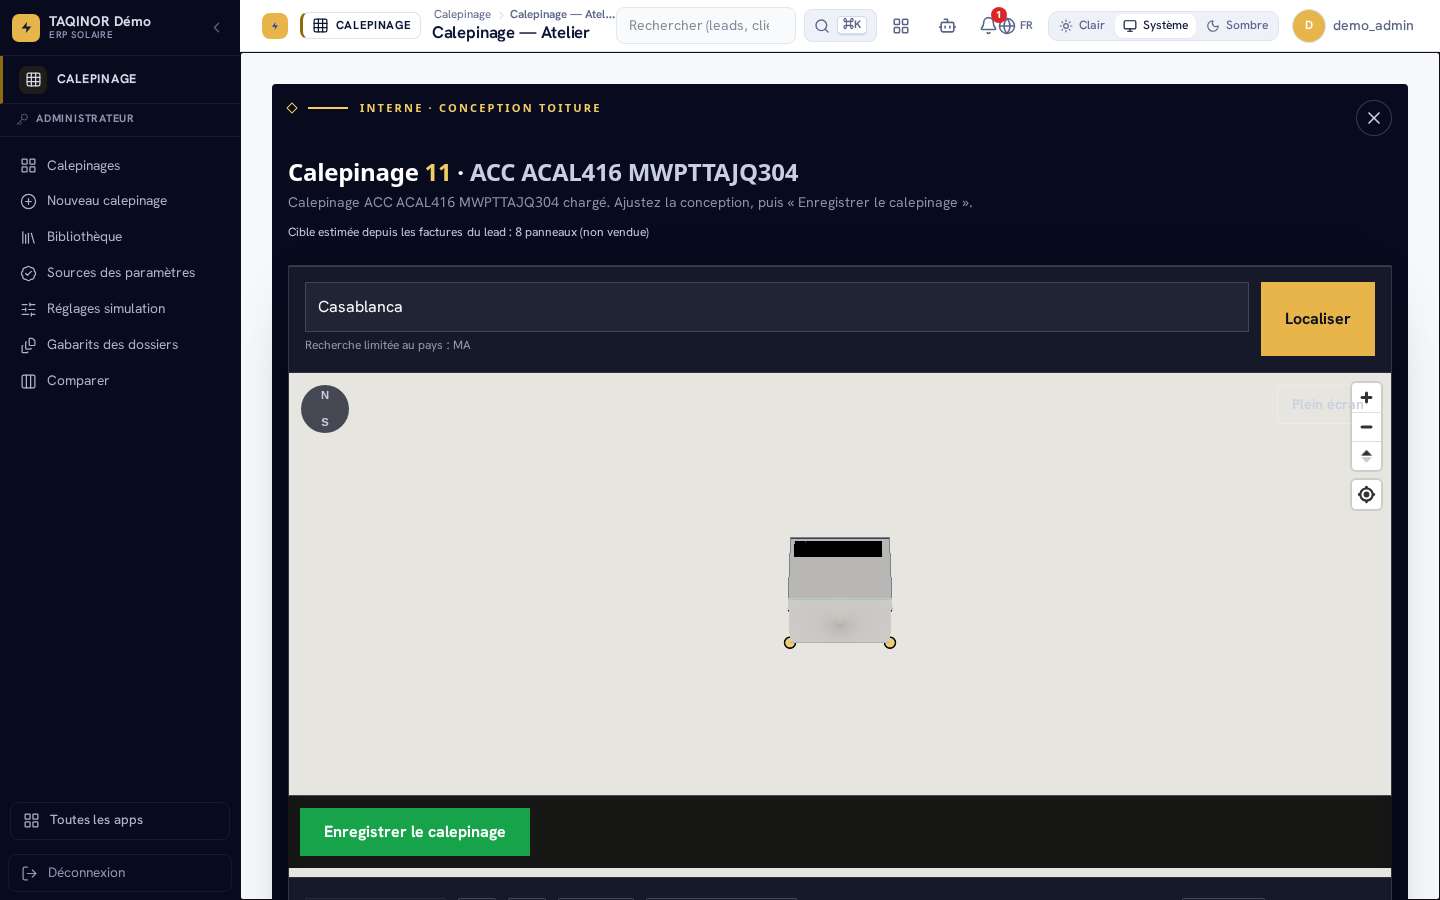 TAQINOR Démo
ERP SOLAIRE
CALEPINAGE
ADMINISTRATEUR
Calepinages
Nouveau calepinage
Bibliothèque
Sources des paramètres
Réglages simulation
Gabarits des dossiers
Comparer
Toutes les apps
Déconnexion
CALEPINAGE
Calepinage
Calepinage — Atel...
Calepinage — Atelier
Rechercher (leads, clie
⌘K
1
FR
Clair
Système
Sombre
D
demo_admin
INTERNE · CONCEPTION TOITURE
Calepinage 11 · ACC ACAL416 MWPTTAJQ304
Calepinage ACC ACAL416 MWPTTAJQ304 chargé. Ajustez la conception, puis « Enregistrer le calepinage ».
Cible estimée depuis les factures du lead : 8 panneaux (non vendue)
Casablanca
Localiser
Recherche limitée au pays : MA
N
S
Plein écran
Enregistrer le calepinage